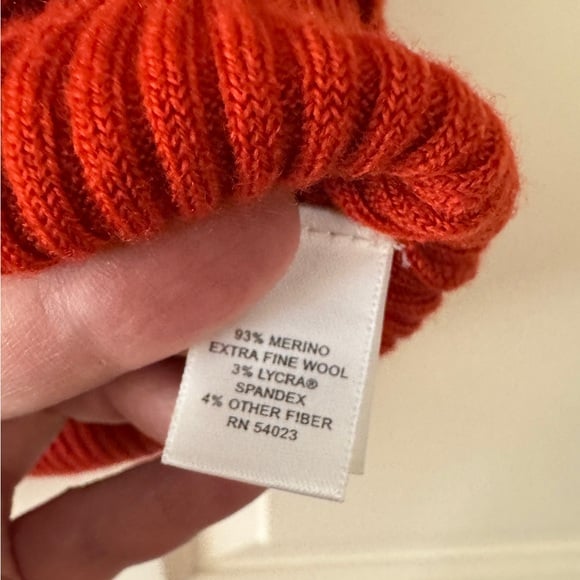 93% MERINO
EXTRA FINE WOOL
3% LYCRA®
SPANDEX
4% OTHER FIBER
RN 54023